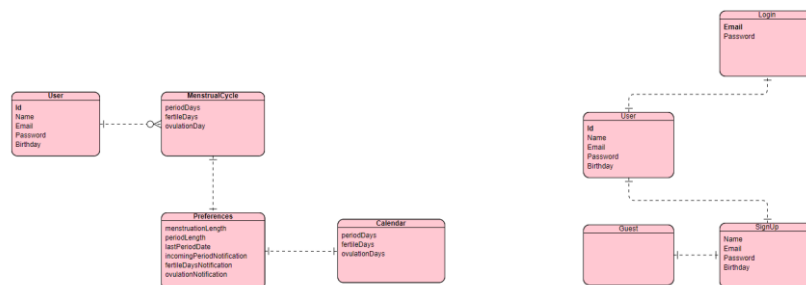 User
Id
Name
Email
Password
Birthday
MenstrualCycle
periodDays
fertileDays
ovulationDay
Preferences
menstruationLength
periodLength
lastPeriodDate
incomingPeriodNotification
fertileDaysNotification
ovulationNotification
Calendar
periodDays
fertileDays
ovulationDays
Login
Email
Password
User
Id
Name
Email
Password
Birthday
Guest
SignUp
Name
Email
Password
Birthday